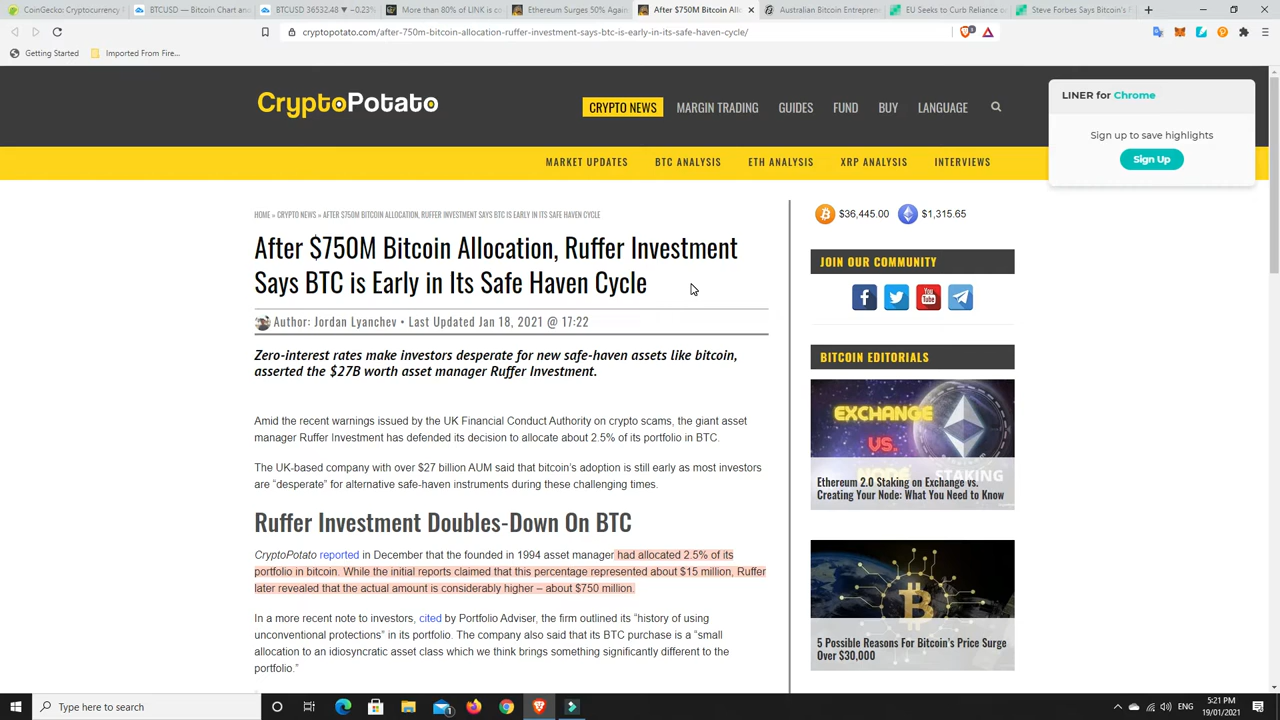 CoinGecko: Cryptocurrency
BTCUSD — Bitcoin Chart and
BTCUSD 36532.48 ▼ −0.23%
More than 80% of LINK is co
Ethereum Surges 50% Again
After $750M Bitcoin All
Australian Bitcoin Entrepren
EU Seeks to Curb Reliance o
Steve Forbes Says Bitcoin's
cryptopotato.com/after-750m-bitcoin-allocation-ruffer-investment-says-btc-is-early-in-its-safe-haven-cycle/
Getting Started
Imported From Fire...
CryptoPotato
CRYPTO NEWS
MARGIN TRADING
GUIDES
FUND
BUY
LANGUAGE
LINER for Chrome
Sign up to save highlights
Sign Up
MARKET UPDATES
BTC ANALYSIS
ETH ANALYSIS
XRP ANALYSIS
INTERVIEWS
HOME » CRYPTO NEWS » AFTER $750M BITCOIN ALLOCATION, RUFFER INVESTMENT SAYS BTC IS EARLY IN ITS SAFE HAVEN CYCLE
After $750M Bitcoin Allocation, Ruffer Investment
Says BTC is Early in Its Safe Haven Cycle
Author: Jordan Lyanchev • Last Updated Jan 18, 2021 @ 17:22
Zero-interest rates make investors desperate for new safe-haven assets like bitcoin,
asserted the $27B worth asset manager Ruffer Investment.
Amid the recent warnings issued by the UK Financial Conduct Authority on crypto scams, the giant asset
manager Ruffer Investment has defended its decision to allocate about 2.5% of its portfolio in BTC.
The UK-based company with over $27 billion AUM said that bitcoin's adoption is still early as most investors
are “desperate” for alternative safe-haven instruments during these challenging times.
Ruffer Investment Doubles-Down On BTC
CryptoPotato reported in December that the founded in 1994 asset manager had allocated 2.5% of its
portfolio in bitcoin. While the initial reports claimed that this percentage represented about $15 million, Ruffer
later revealed that the actual amount is considerably higher – about $750 million.
In a more recent note to investors, cited by Portfolio Adviser, the firm outlined its “history of using
unconventional protections” in its portfolio. The company also said that its BTC purchase is a “small
allocation to an idiosyncratic asset class which we think brings something significantly different to the
portfolio.”
$36,445.00
$1,315.65
JOIN OUR COMMUNITY
You
Tube
BITCOIN EDITORIALS
EXCHANGE
VS.
NODE
STAKING
Ethereum 2.0 Staking on Exchange vs.
Creating Your Node: What You Need to Know
5 Possible Reasons For Bitcoin's Price Surge
Over $30,000
Type here to search
ENG
5:21 PM
19/01/2021